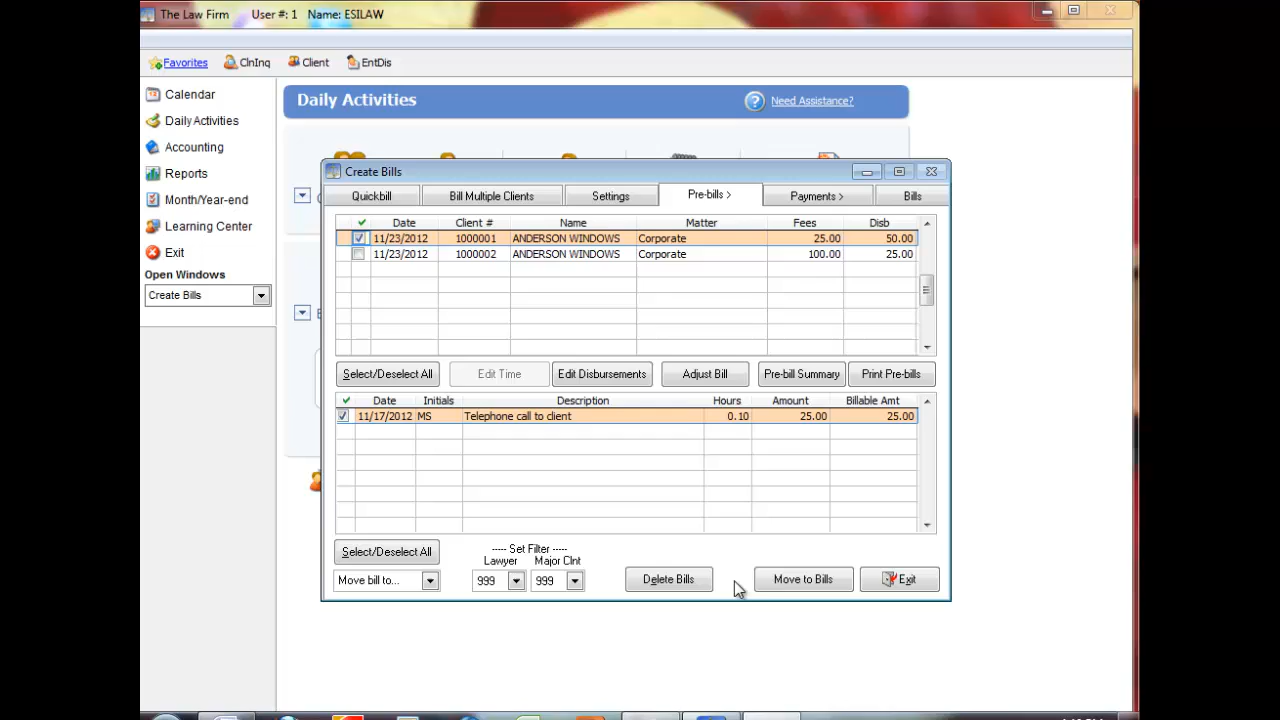 The Law Firm User #: 1 Name: ESILAW
Favorites ClnInq Client EntDis
Calendar
Daily Activities
Accounting
Reports
Month/Year-end
Learning Center
Exit
Open Windows
Create Bills
Daily Activities Need Assistance?
Create Bills
Quickbill Bill Multiple Clients Settings Pre-bills > Payments > Bills
Date Client # Name Matter Fees Disb
11/23/2012 1000001 ANDERSON WINDOWS Corporate 25.00 50.00
11/23/2012 1000002 ANDERSON WINDOWS Corporate 100.00 25.00
Select/Deselect All Edit Time Edit Disbursements Adjust Bill Pre-bill Summary Print Pre-bills
Date Initials Description Hours Amount Billable Amt
11/17/2012 MS Telephone call to client 0.10 25.00 25.00
Select/Deselect All
----- Set Filter -----
Lawyer Major Clnt
Move bill to... 999 999 Delete Bills Move to Bills Exit